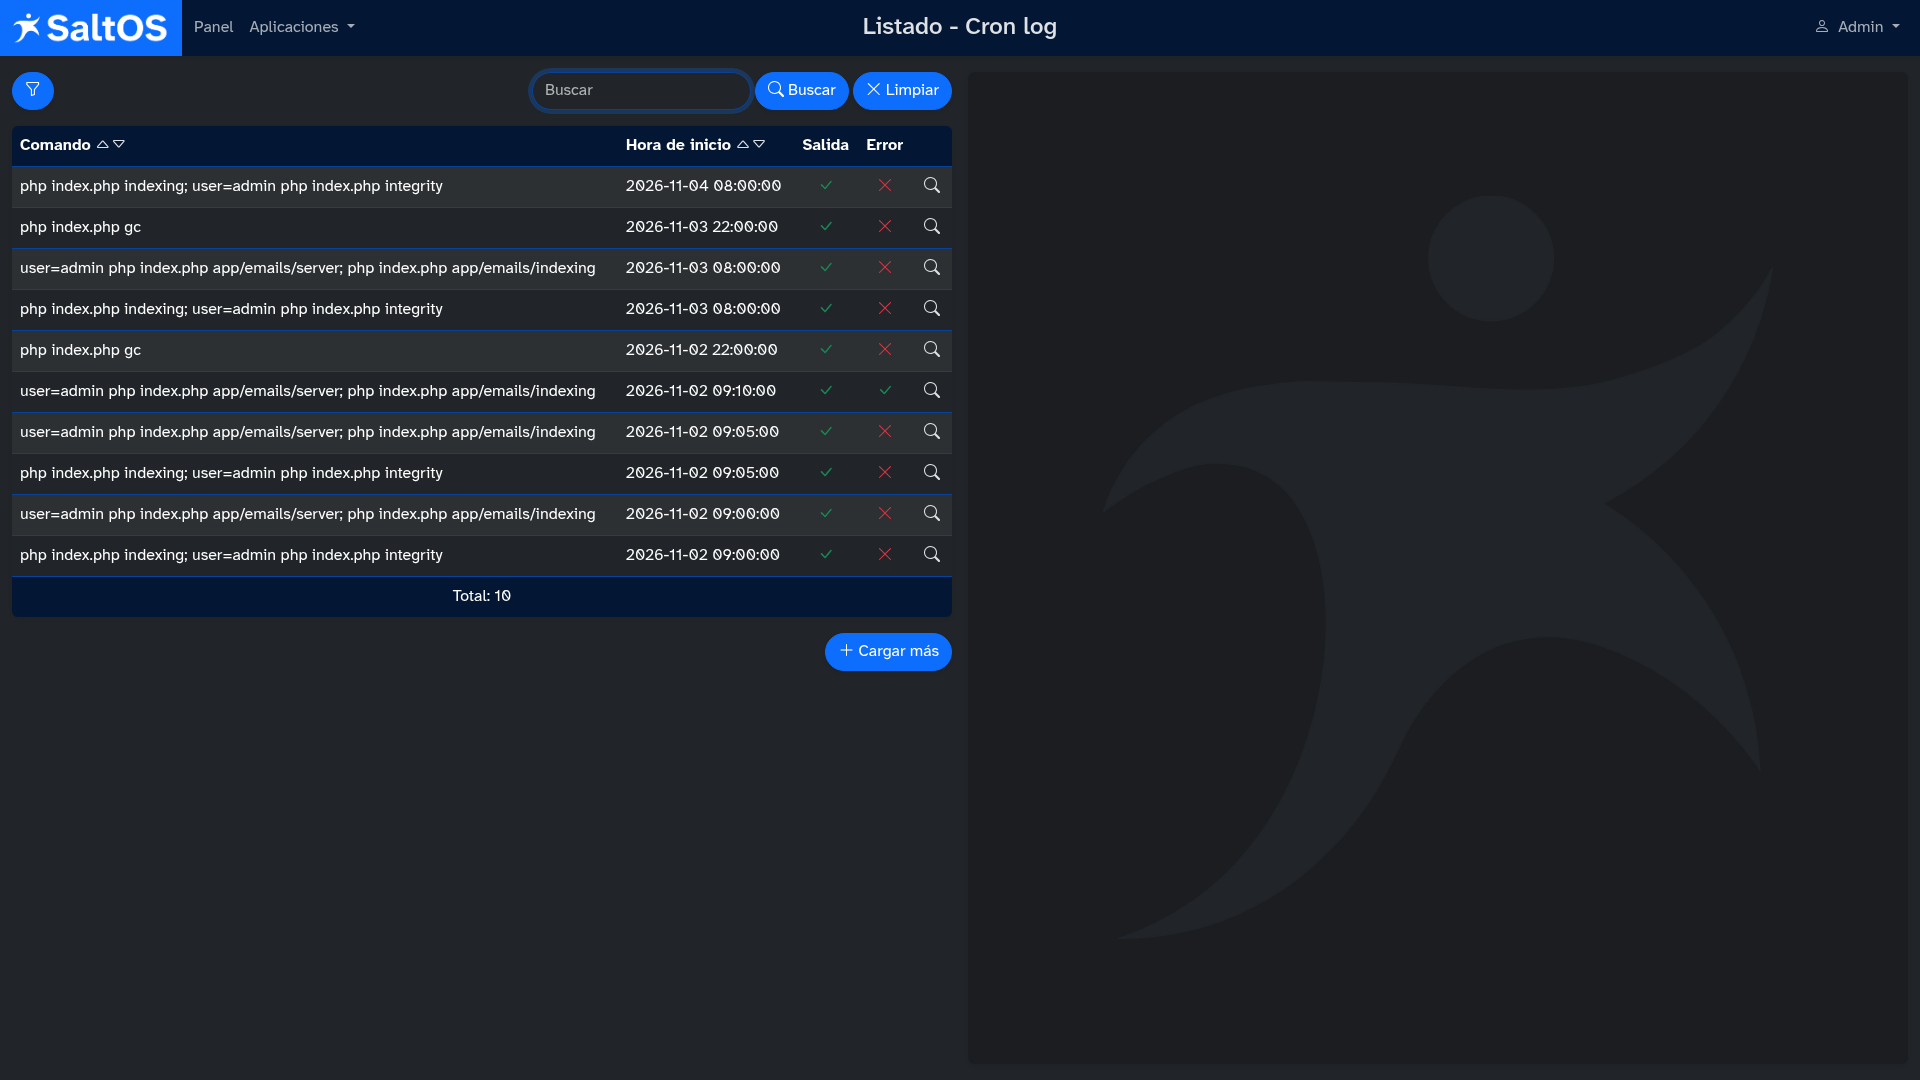 SaltOS Panel Aplicaciones Listado - Cron log Admin
Buscar Buscar Limpiar
Comando Hora de inicio Salida Error
php index.php indexing; user=admin php index.php integrity 2026-11-04 08:00:00
php index.php gc 2026-11-03 22:00:00
user=admin php index.php app/emails/server; php index.php app/emails/indexing 2026-11-03 08:00:00
php index.php indexing; user=admin php index.php integrity 2026-11-03 08:00:00
php index.php gc 2026-11-02 22:00:00
user=admin php index.php app/emails/server; php index.php app/emails/indexing 2026-11-02 09:10:00
user=admin php index.php app/emails/server; php index.php app/emails/indexing 2026-11-02 09:05:00
php index.php indexing; user=admin php index.php integrity 2026-11-02 09:05:00
user=admin php index.php app/emails/server; php index.php app/emails/indexing 2026-11-02 09:00:00
php index.php indexing; user=admin php index.php integrity 2026-11-02 09:00:00
Total: 10
Cargar más